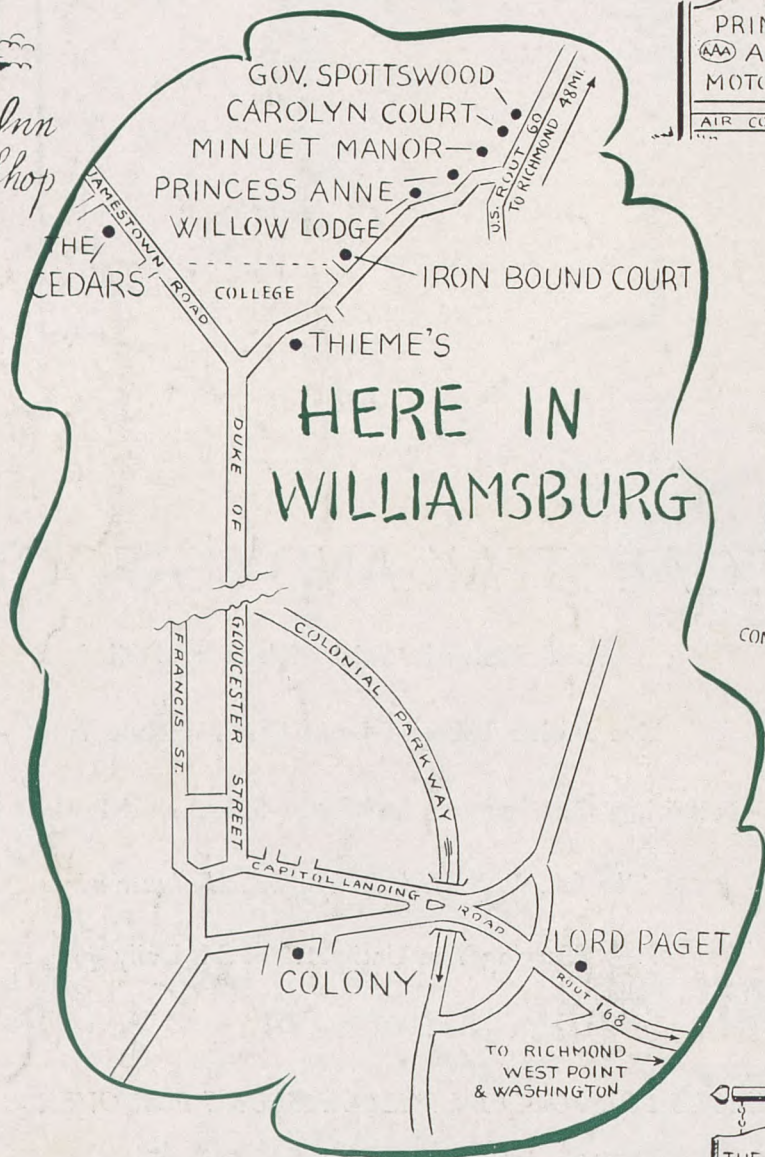 PRIN
AAA A
MOTO
AIR CO
Inn
Shop
GOV. SPOTTSWOOD
CAROLYN COURT
MINUET MANOR
PRINCESS ANNE
WILLOW LODGE
U.S. ROUT 60
TO RICHMOND 48 MI.
JAMESTOWN ROAD
THE
CEDARS
COLLEGE
IRON BOUND COURT
THIEME'S
HERE IN
WILLIAMSBURG
DUKE OF
GLOUCESTER STREET
FRANCIS ST.
COLONIAL PARKWAY
CON
CAPITOL LANDING ROAD
LORD PAGET
COLONY
ROUT 168
TO RICHMOND
WEST POINT
& WASHINGTON
THE